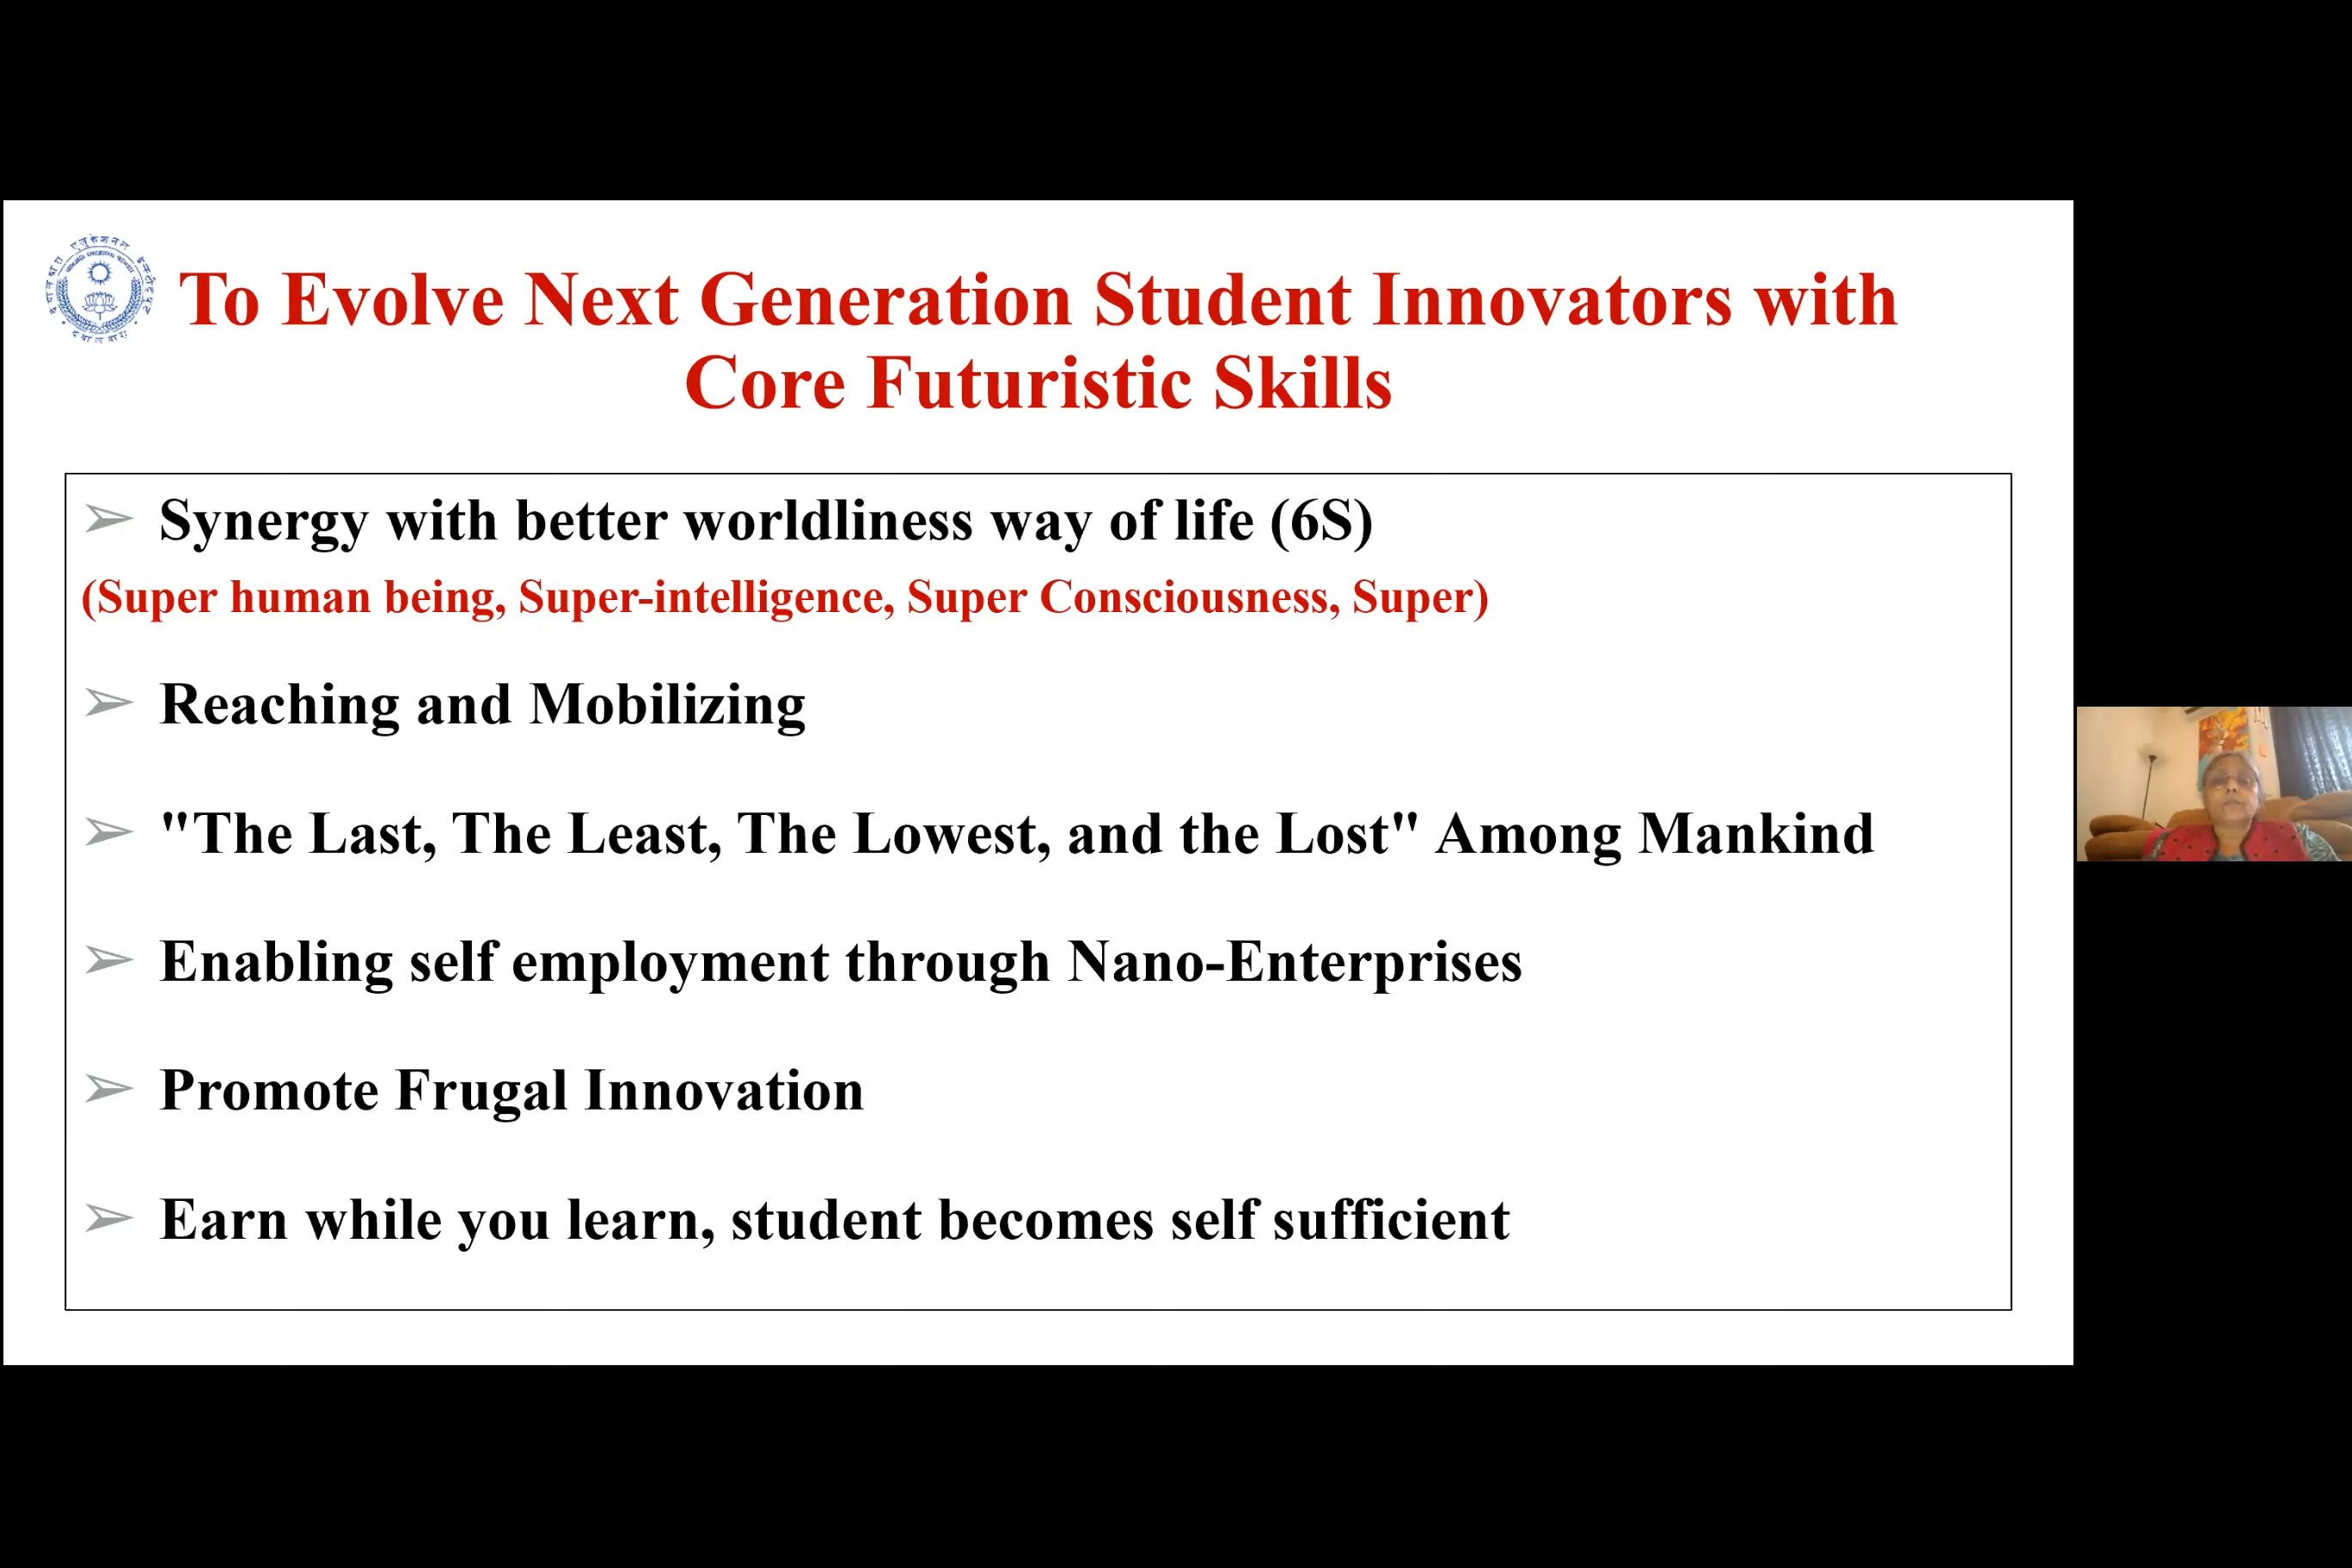 To Evolve Next Generation Student Innovators with
Core Futuristic Skills
➢ Synergy with better worldliness way of life (6S)
(Super human being, Super-intelligence, Super Consciousness, Super)
➢ Reaching and Mobilizing
➢ "The Last, The Least, The Lowest, and the Lost" Among Mankind
➢ Enabling self employment through Nano-Enterprises
➢ Promote Frugal Innovation
➢ Earn while you learn, student becomes self sufficient